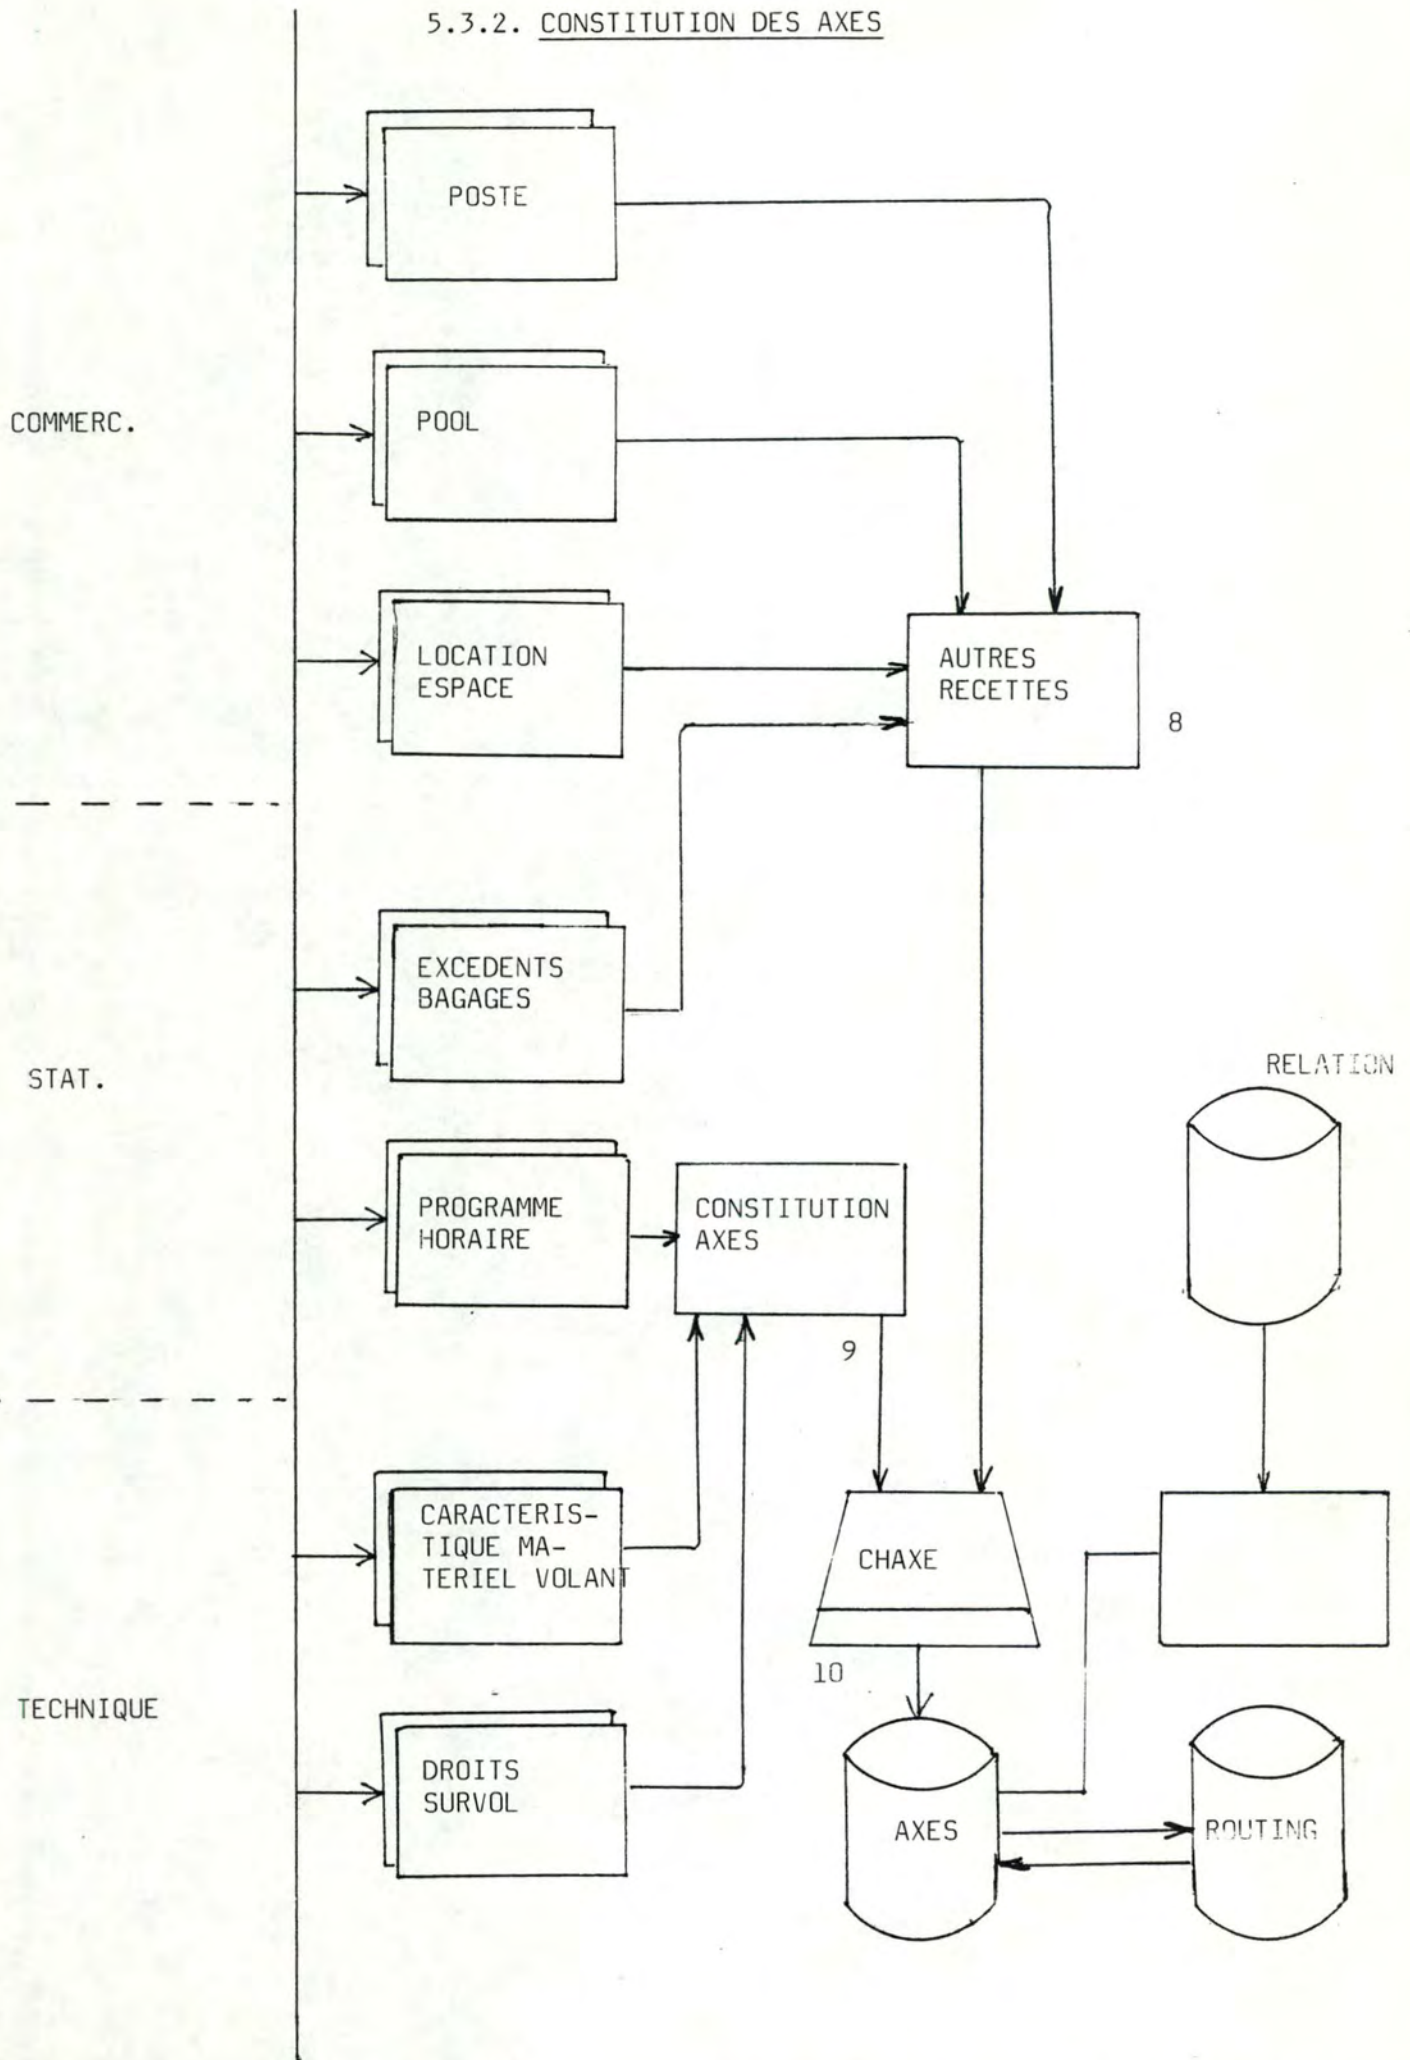 5.3.2. CONSTITUTION DES AXES
POSTE
COMMERC.
POOL
LOCATION
ESPACE
AUTRES
RECETTES
8
EXCEDENTS
BAGAGES
STAT.
RELATION
PROGRAMME
HORAIRE
CONSTITUTION
AXES
9
CARACTERIS-
TIQUE MA-
TERIEL VOLANT
CHAXE
10
TECHNIQUE
DROITS
SURVOL
AXES
ROUTING